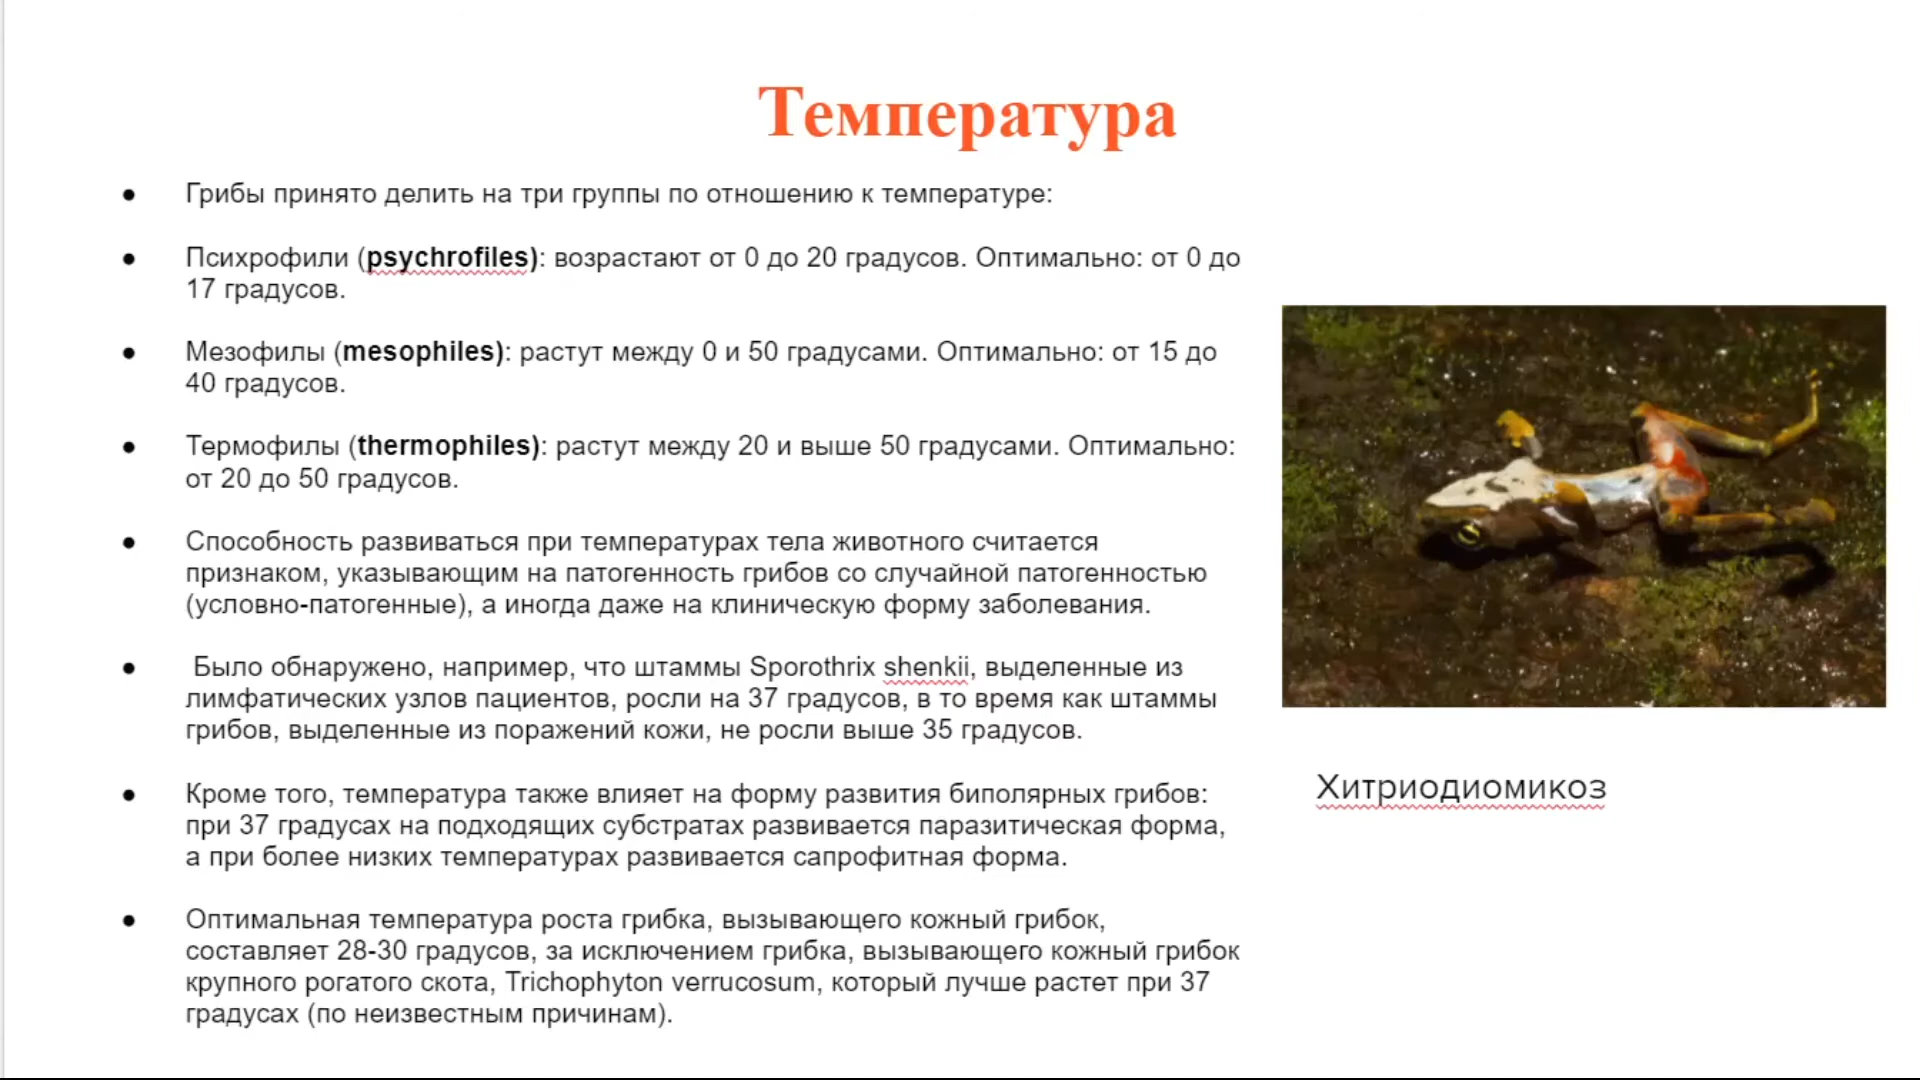 Температура
● Грибы принято делить на три группы по отношению к температуре:
● Психрофили (psychrofiles): возрастают от 0 до 20 градусов. Оптимально: от 0 до
17 градусов.
● Мезофилы (mesophiles): растут между 0 и 50 градусами. Оптимально: от 15 до
40 градусов.
● Термофилы (thermophiles): растут между 20 и выше 50 градусами. Оптимально:
от 20 до 50 градусов.
● Способность развиваться при температурах тела животного считается
признаком, указывающим на патогенность грибов со случайной патогенностью
(условно-патогенные), а иногда даже на клиническую форму заболевания.
● Было обнаружено, например, что штаммы Sporothrix shenkii, выделенные из
лимфатических узлов пациентов, росли на 37 градусов, в то время как штаммы
грибов, выделенные из поражений кожи, не росли выше 35 градусов.
● Кроме того, температура также влияет на форму развития биполярных грибов:
при 37 градусах на подходящих субстратах развивается паразитическая форма,
а при более низких температурах развивается сапрофитная форма.
● Оптимальная температура роста грибка, вызывающего кожный грибок,
составляет 28-30 градусов, за исключением грибка, вызывающего кожный грибок
крупного рогатого скота, Trichophyton verrucosum, который лучше растет при 37
градусах (по неизвестным причинам).
Хитриодиомикоз